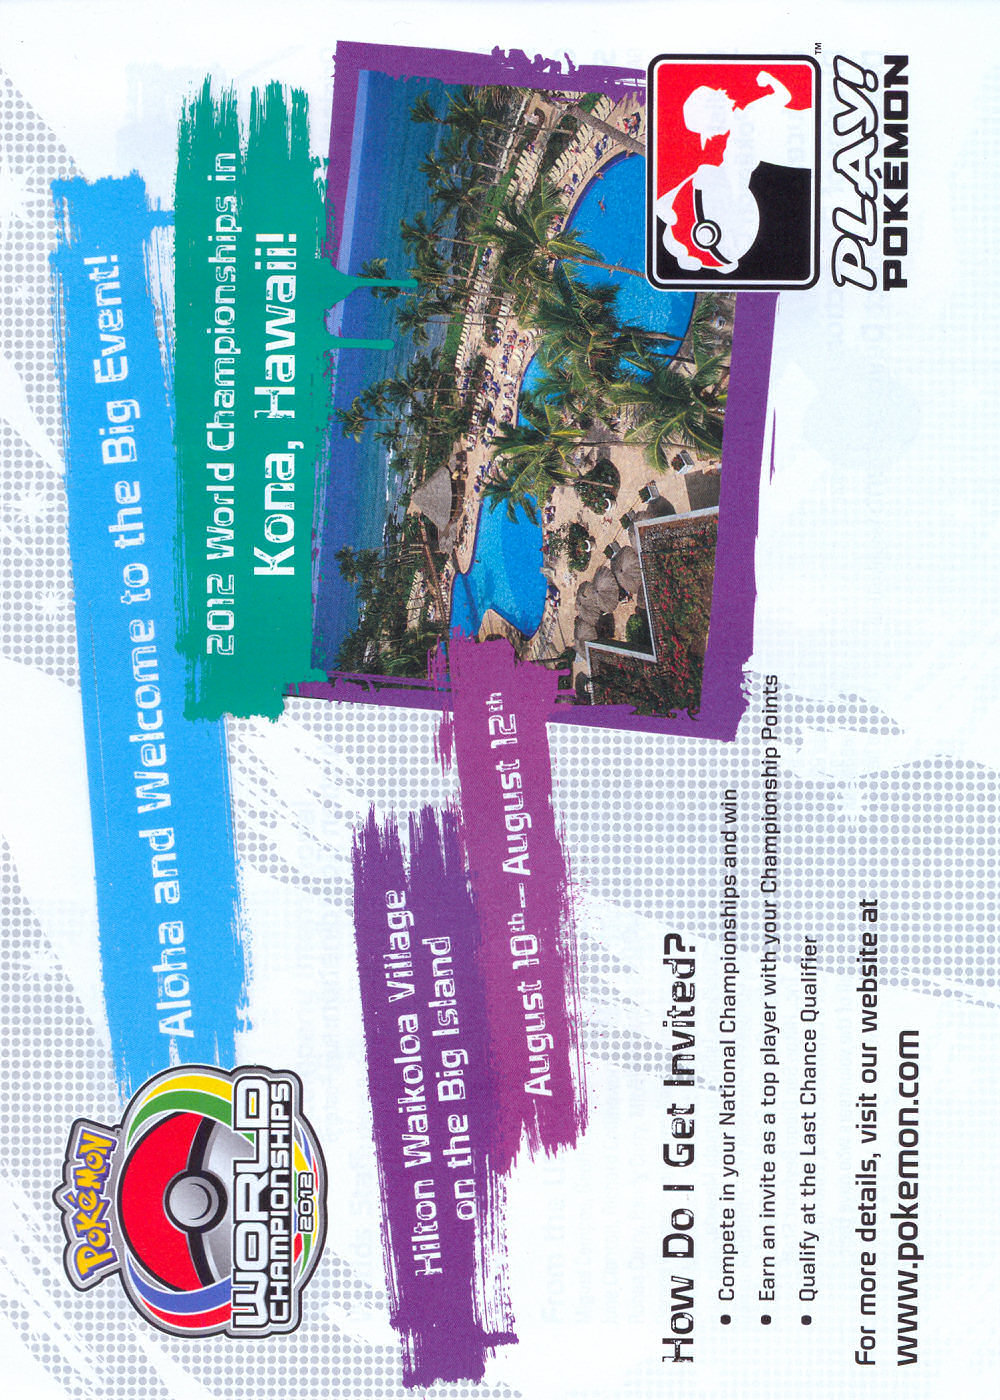 POKéMON
WORLD
CHAMPIONSHIPS
2012
Aloha and Welcome to the Big Event!
2012 World Championships in
Kona, Hawaii!
Hilton Waikoloa Village
on the Big Island
August 10th – August 12th
How Do I Get Invited?
• Compete in your National Championships and win
• Earn an invite as a top player with your Championship Points
• Qualify at the Last Chance Qualifier
For more details, visit our website at
www.pokemon.com
TM
PLAY!
POKÉMON